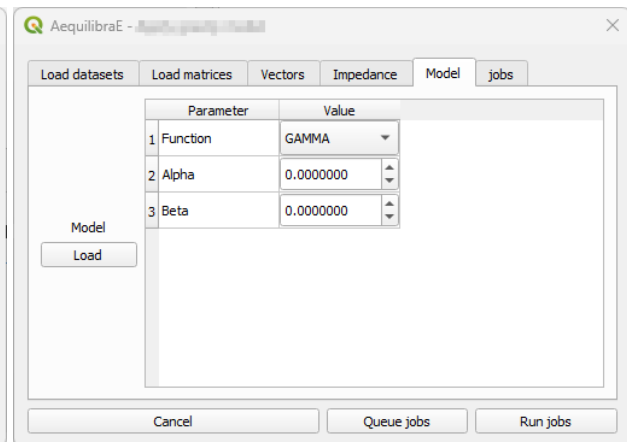 AequilibraE -
Load datasets Load matrices Vectors Impedance Model jobs
Parameter Value
1 Function GAMMA
2 Alpha 0.0000000
3 Beta 0.0000000
Model
Load
Cancel Queue jobs Run jobs